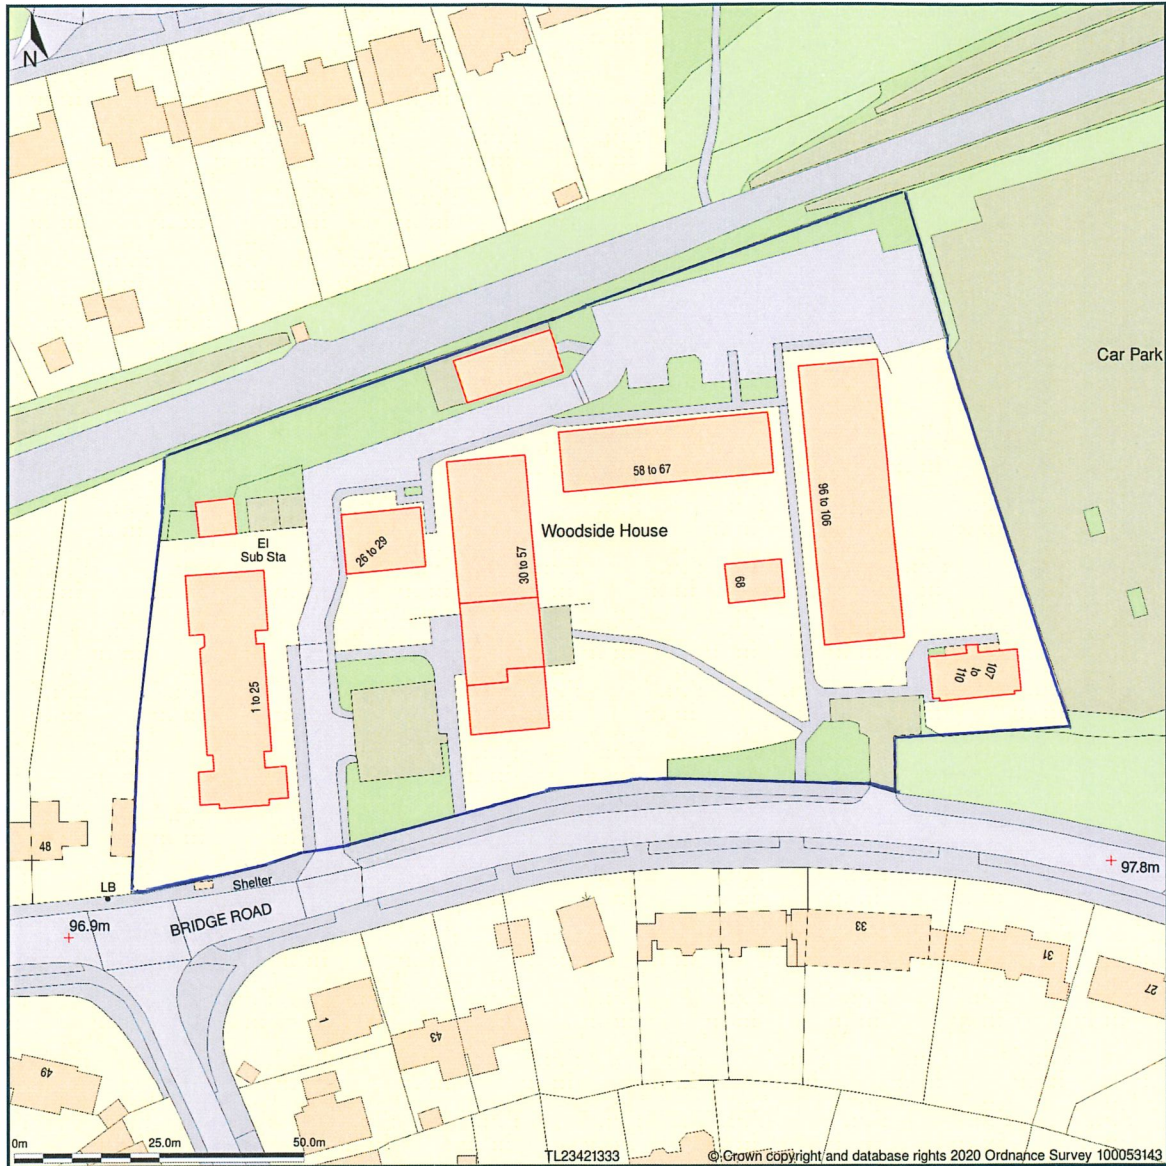 N
Car Park
58 to 67
Woodside House
96 to 106
El
Sub Sta
26 to 29
30 to 57
68
107
to
110
1 to 25
48
LB
Shelter
97.8m
96.9m
BRIDGE ROAD
33
31
27
1
43
49
0m
25.0m
50.0m
TL23421333
© Crown copyright and database rights 2020 Ordnance Survey 100053143